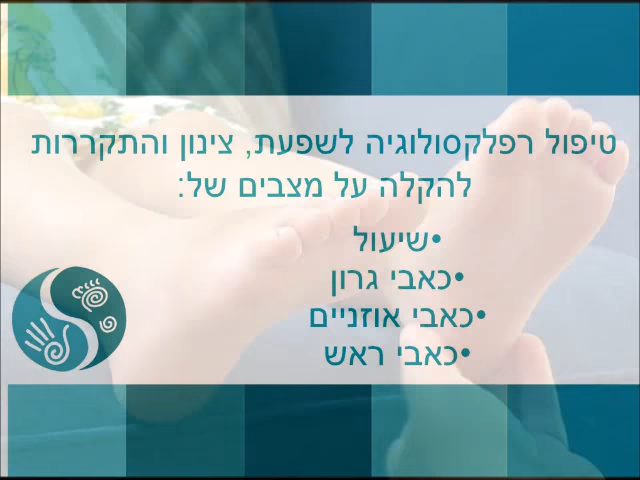 טיפול רפלקסולוגיה לשפעת, צינון והתקררות
להקלה על מצבים של:
•שיעול
•כאבי גרון
•כאבי אוזניים
•כאבי ראש